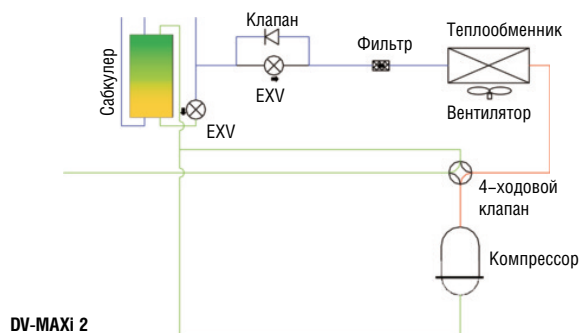 Клапан
Фильтр
Теплообменник
Сабкулер
EXV
Вентилятор
EXV
4–ходовой
клапан
Компрессор
DV-MAXi 2